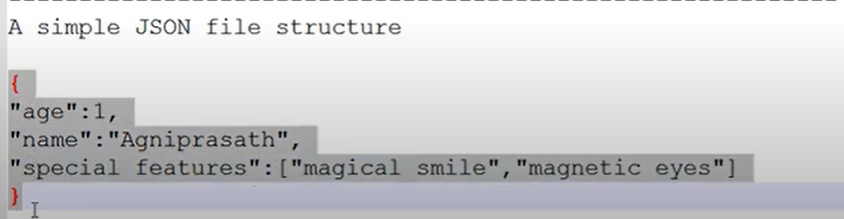 A simple JSON file structure
{
"age":1,
"name":"Agniprasath",
"special features":["magical smile","magnetic eyes"]
}